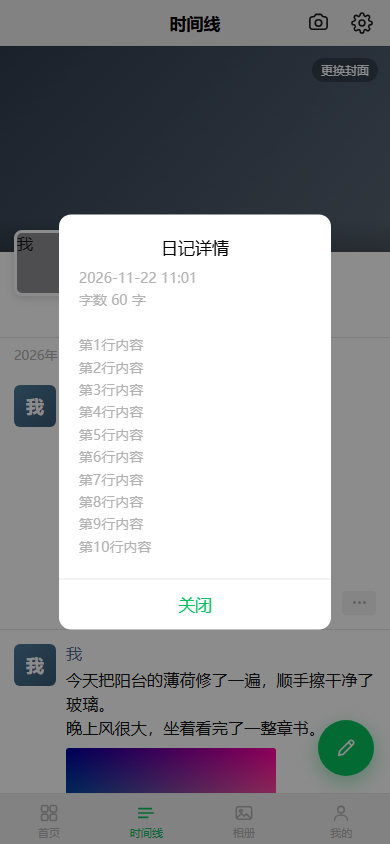 时间线
更换封面
我
日记详情
2026-11-22 11:01
字数 60 字
第1行内容
第2行内容
第3行内容
第4行内容
第5行内容
第6行内容
第7行内容
第8行内容
第9行内容
第10行内容
关闭
2026年
我
我
我
今天把阳台的薄荷修了一遍，顺手擦干净了
玻璃。
晚上风很大，坐着看完了一整章书。
首页
时间线
相册
我的